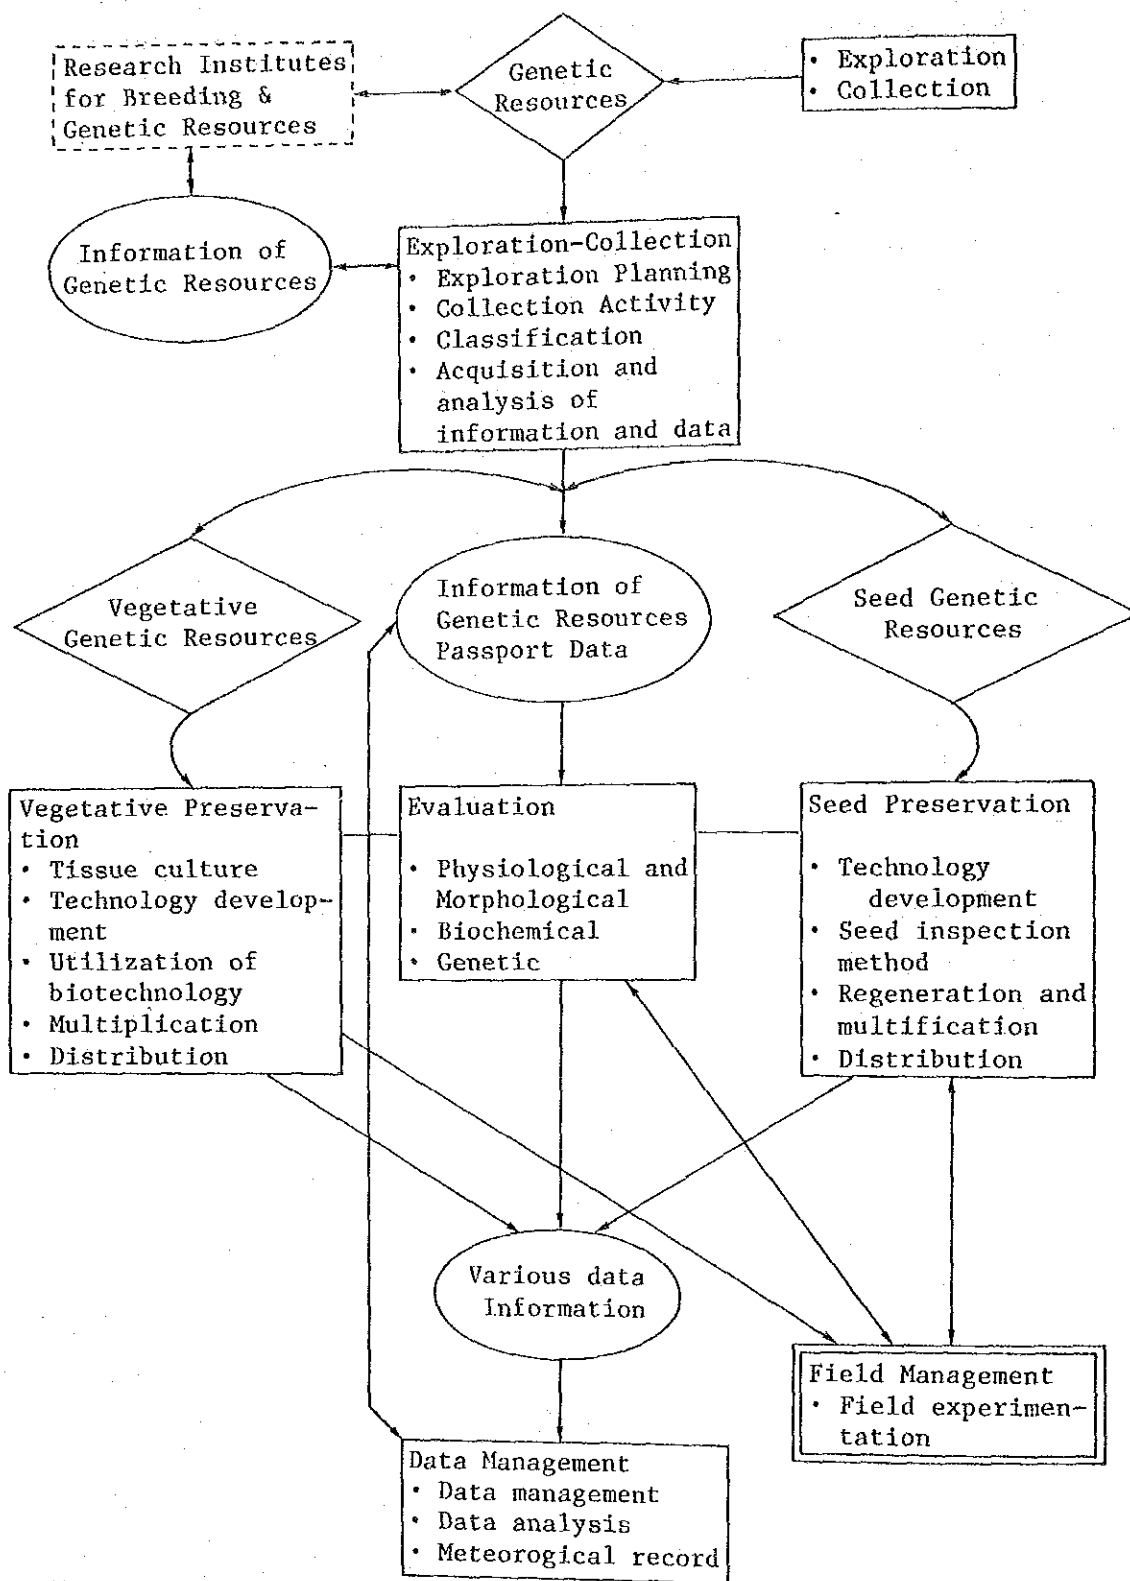 Research Institutes
for Breeding &
Genetic Resources
Genetic
Resources
• Exploration
• Collection
Information of
Genetic Resources
Exploration-Collection
• Exploration Planning
• Collection Activity
• Classification
• Acquisition and
analysis of
information and data
Vegetative
Genetic Resources
Information of
Genetic Resources
Passport Data
Seed Genetic
Resources
Vegetative Preserva-
tion
• Tissue culture
• Technology develop-
ment
• Utilization of
biotechnology
• Multiplication
• Distribution
Evaluation
• Physiological and
Morphological
• Biochemical
• Genetic
Seed Preservation
• Technology
development
• Seed inspection
method
• Regeneration and
multification
• Distribution
Various data
Information
Field Management
• Field experimen-
tation
Data Management
• Data management
• Data analysis
• Meteorogical record